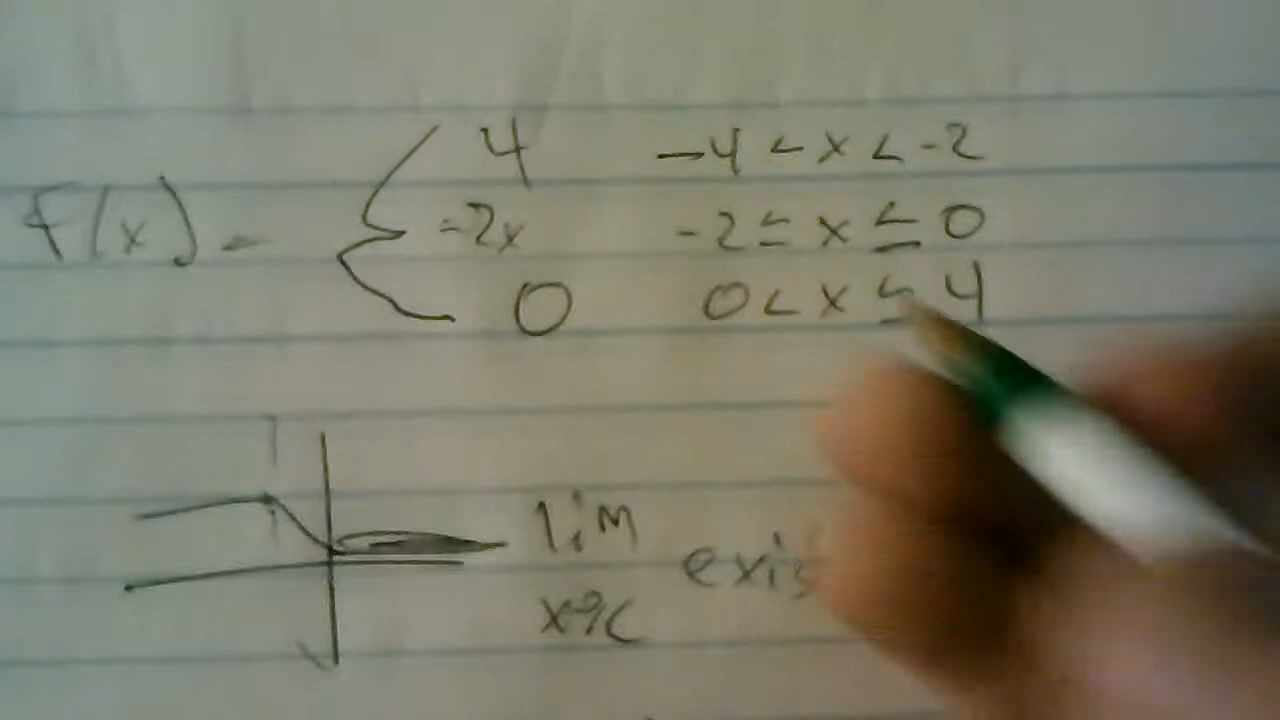 4 -4 < x < -2
f(x) = { -2x -2 ≤ x ≤ 0
0 0 < x ≤ 4
lim
x→c